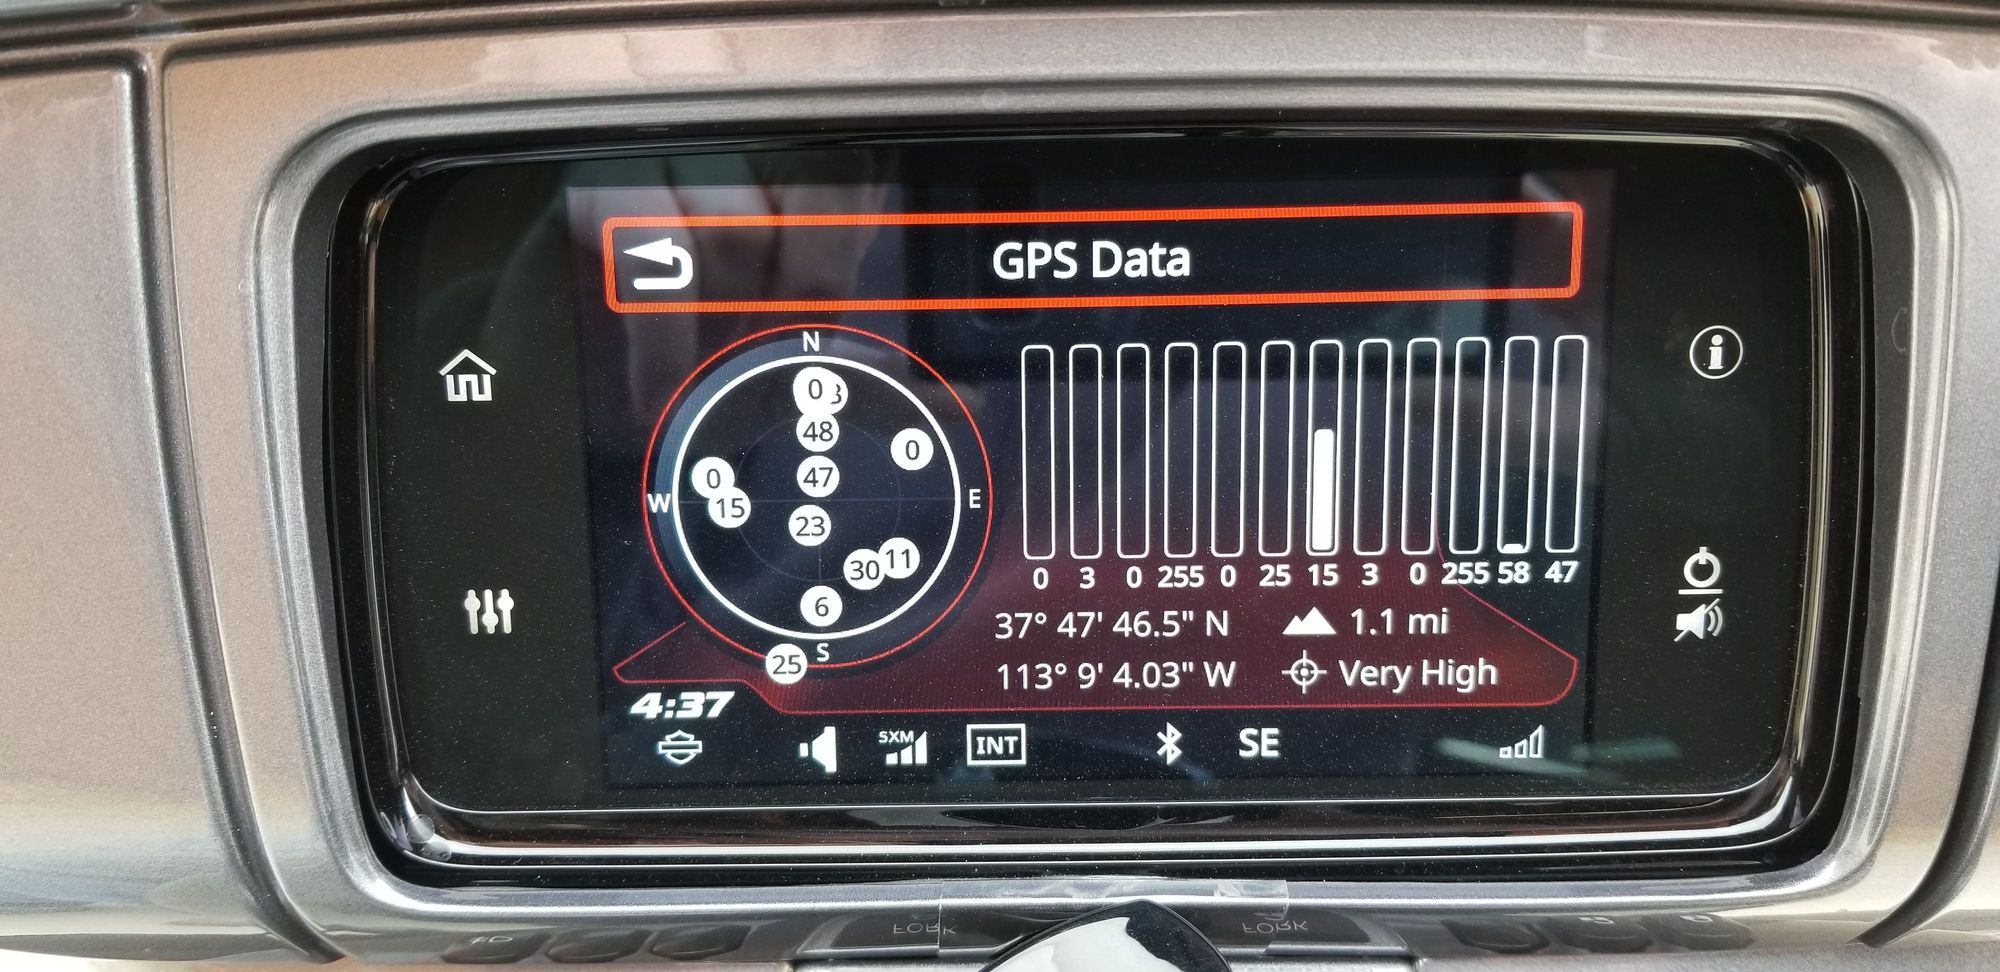 GPS Data
N
0 3
48
0
47
0
W
E
15
23
11
30
6
S
25
0 3 0 255 0 25 15 3 0 255 58 47
37° 47' 46.5" N 1.1 mi
113° 9' 4.03" W Very High
4:37
SXM
INT
SE
FORK
FORK